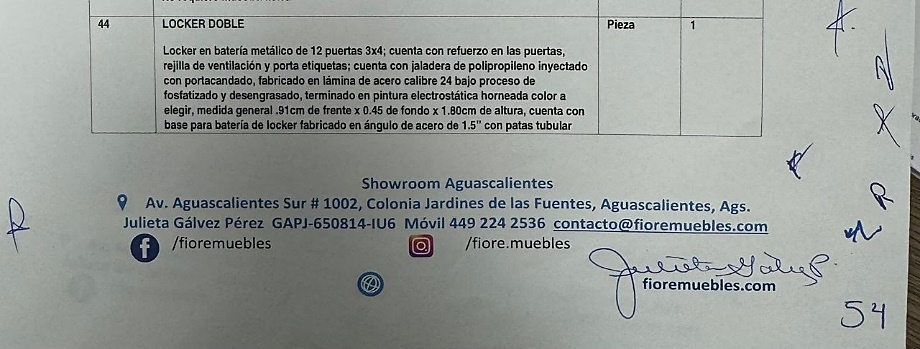 44 LOCKER DOBLE Pieza 1
Locker en batería metálico de 12 puertas 3x4; cuenta con refuerzo en las puertas,
rejilla de ventilación y porta etiquetas; cuenta con jaladera de polipropileno inyectado
con portacandado, fabricado en lámina de acero calibre 24 bajo proceso de
fosfatizado y desengrasado, terminado en pintura electrostática horneada color a
elegir, medida general .91cm de frente x 0.45 de fondo x 1.80cm de altura, cuenta con
base para batería de locker fabricado en ángulo de acero de 1.5" con patas tubular
Showroom Aguascalientes
Av. Aguascalientes Sur # 1002, Colonia Jardines de las Fuentes, Aguascalientes, Ags.
Julieta Gálvez Pérez GAPJ-650814-IU6 Móvil 449 224 2536 contacto@fioremuebles.com
/fioremuebles /fiore.muebles
fioremuebles.com
54